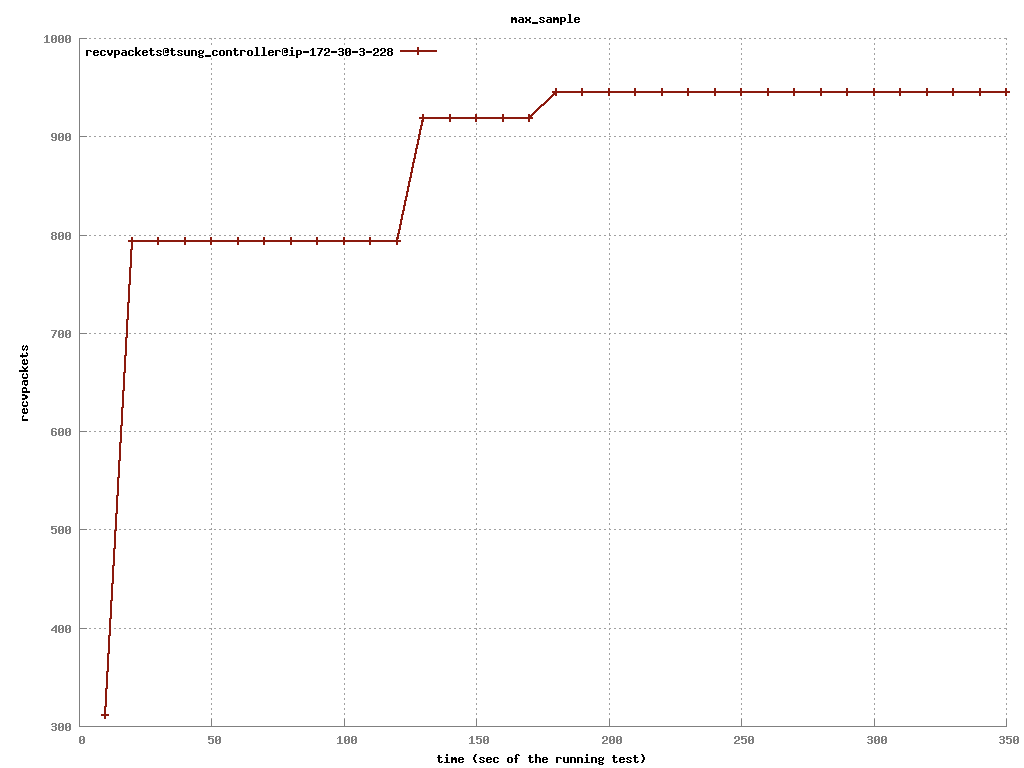 max_sample
1000
recvpackets@tsung_controller@ip-172-30-3-228
900
800
700
600
500
400
300
recvpackets
0 50 100 150 200 250 300 350
time (sec of the running test)